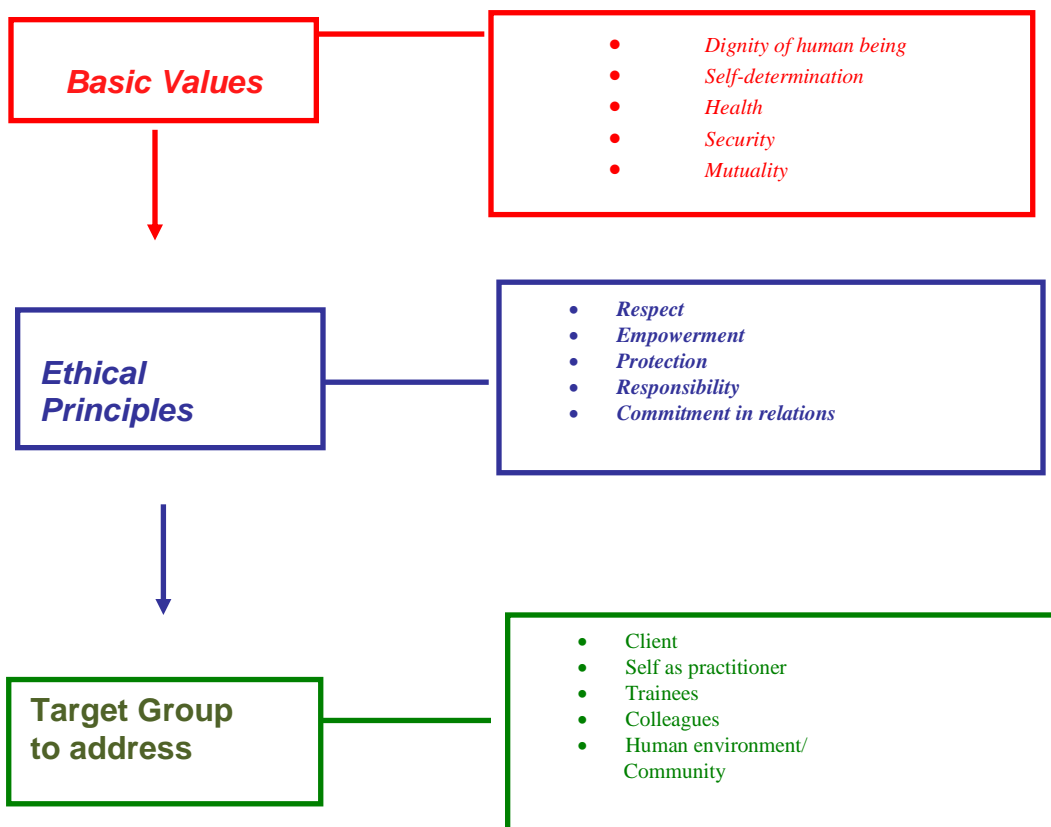 Basic Values
• Dignity of human being
• Self-determination
• Health
• Security
• Mutuality
Ethical
Principles
• Respect
• Empowerment
• Protection
• Responsibility
• Commitment in relations
Target Group
to address
• Client
• Self as practitioner
• Trainees
• Colleagues
• Human environment/
Community